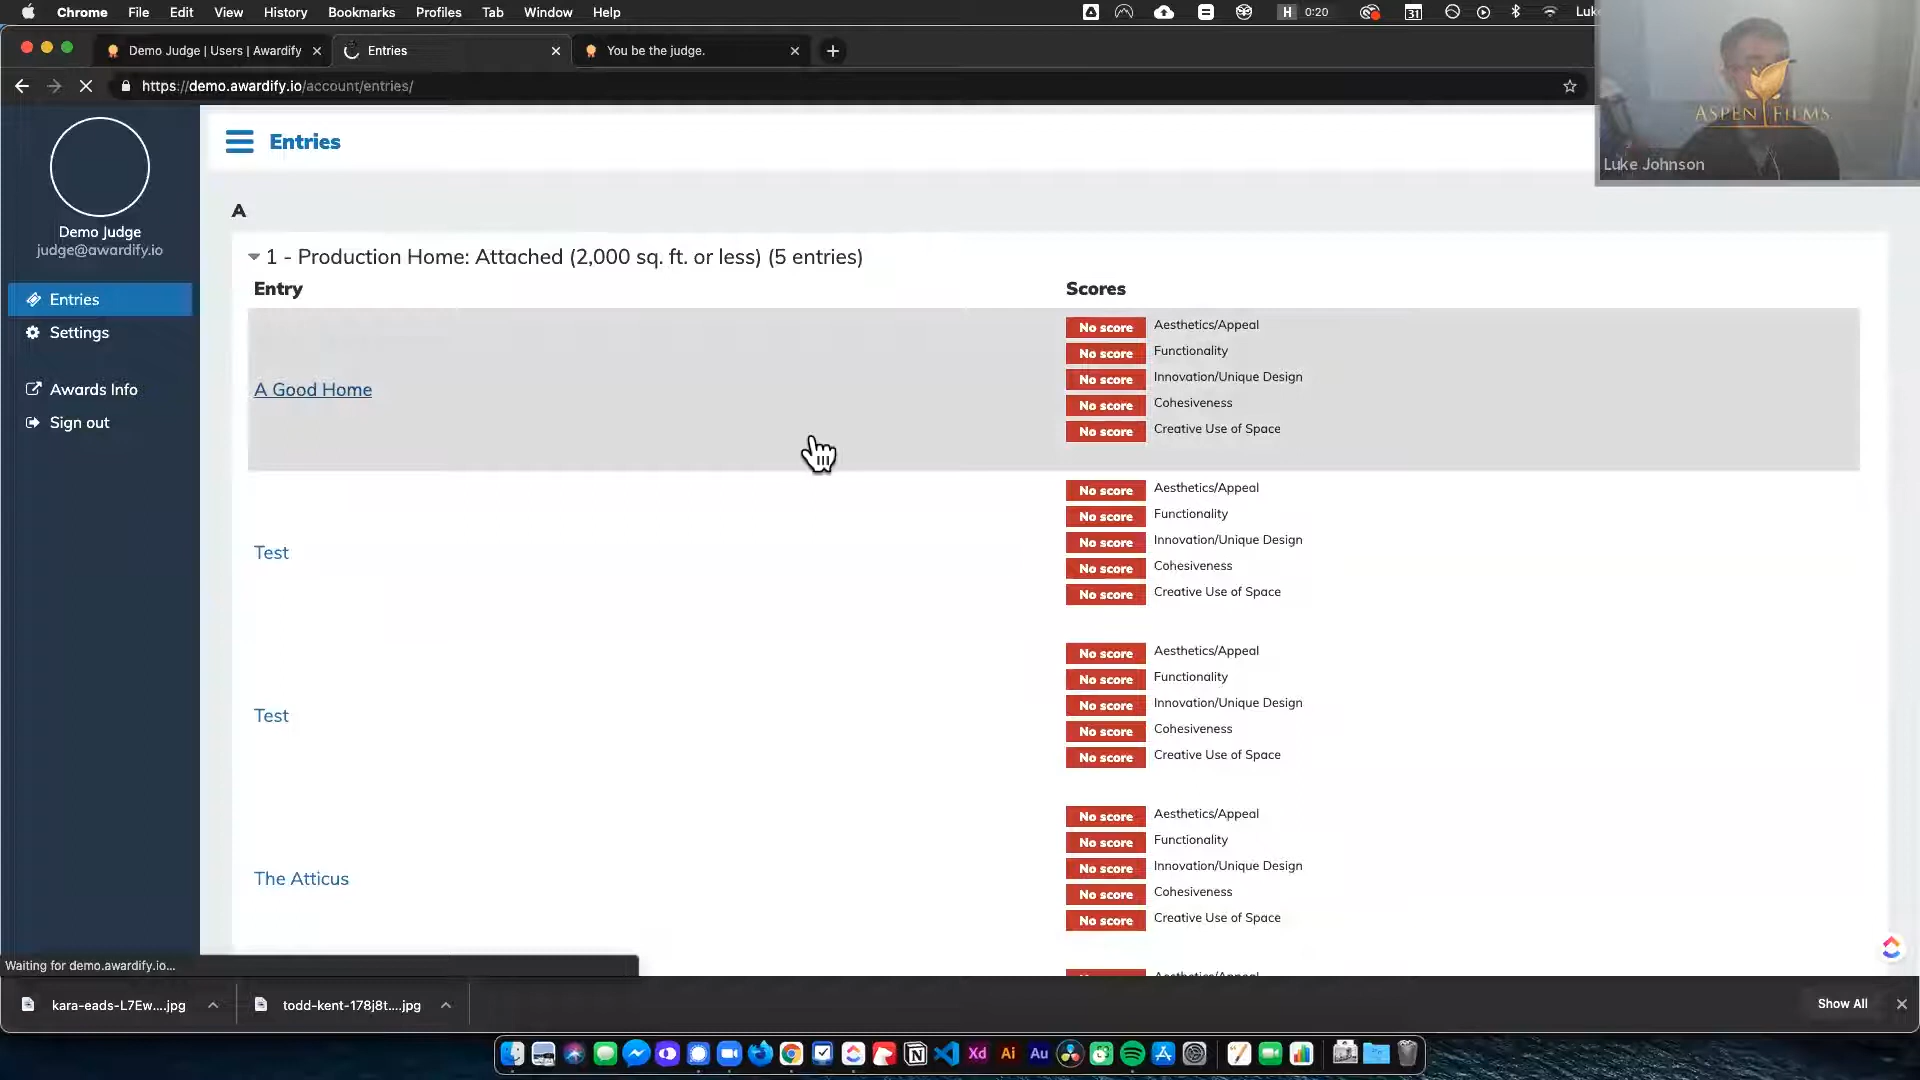 Chrome File Edit View History Bookmarks Profiles Tab Window Help
H 0:20 31 Luke
Demo Judge | Users | Awardify
Entries
You be the judge.
https://demo.awardify.io/account/entries/
ASPEN FILMS
Luke Johnson
Demo Judge
judge@awardify.io
Entries
Settings
Awards Info
Sign out
Entries
A
1 - Production Home: Attached (2,000 sq. ft. or less) (5 entries)
Entry Scores
A Good Home
No score Aesthetics/Appeal
No score Functionality
No score Innovation/Unique Design
No score Cohesiveness
No score Creative Use of Space
Test
No score Aesthetics/Appeal
No score Functionality
No score Innovation/Unique Design
No score Cohesiveness
No score Creative Use of Space
Test
No score Aesthetics/Appeal
No score Functionality
No score Innovation/Unique Design
No score Cohesiveness
No score Creative Use of Space
The Atticus
No score Aesthetics/Appeal
No score Functionality
No score Innovation/Unique Design
No score Cohesiveness
No score Creative Use of Space
Waiting for demo.awardify.io...
kara-eads-L7Ew....jpg
todd-kent-178j8t....jpg
Show All
Xd Ai Au